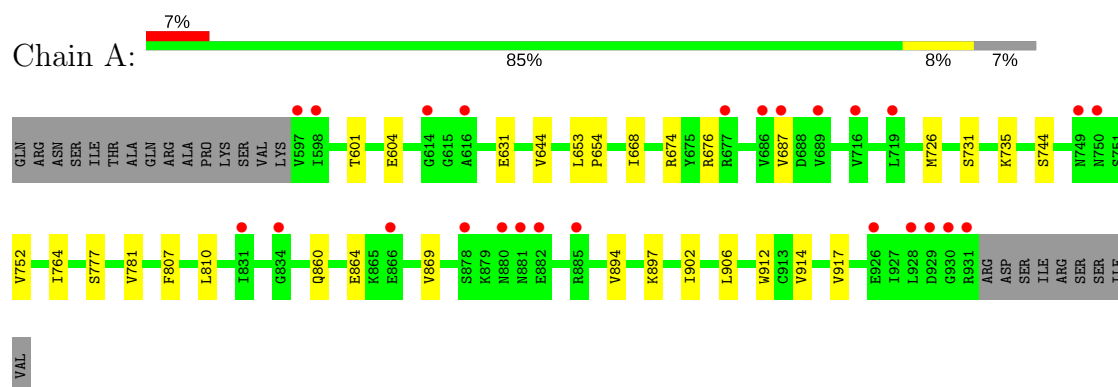 7%
Chain A:
85% 8% 7%
GLN ARG ASN SER ILE THR ALA GLN ARG ALA PRO LYS SER VAL LYS V597 I598 T601 E604 G614 G615 A616 E631 V644 L653 P654 I668 R674 Y675 R676 R677 V686 V687 D688 V689 V716 L719 M726 S731 K735 S744 N749 N750 S751
V752 I764 S777 V781 F807 L810 I831 G834 Q860 E864 K865 E866 V869 S878 K879 N880 N881 E882 R885 V894 K897 I902 L906 W912 C913 V914 V917 E926 I927 L928 D929 G930 R931 ARG ASP SER ILE ARG SER SER ILE
VAL